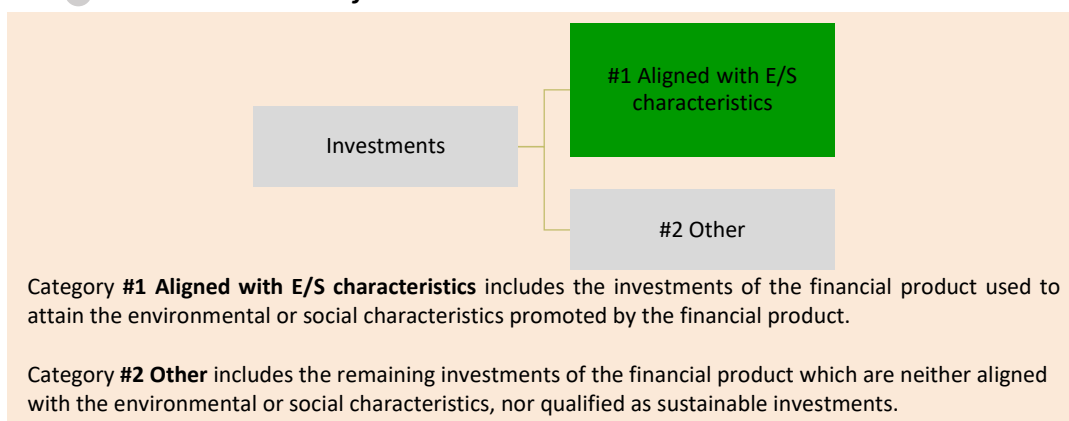 #1 Aligned with E/S
characteristics
Investments
#2 Other
Category #1 Aligned with E/S characteristics includes the investments of the financial product used to
attain the environmental or social characteristics promoted by the financial product.
Category #2 Other includes the remaining investments of the financial product which are neither aligned
with the environmental or social characteristics, nor qualified as sustainable investments.